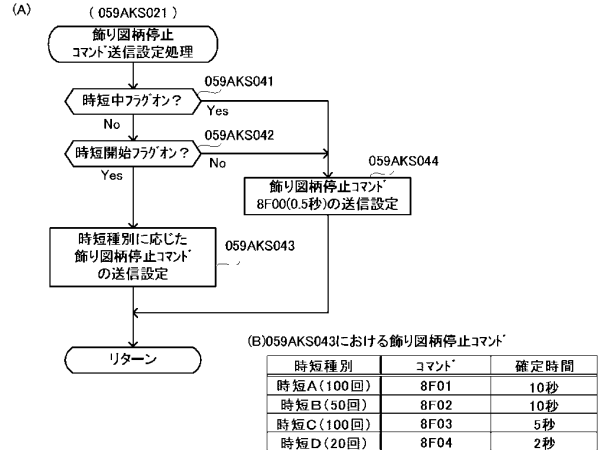 (A)
(059AKS021)
飾り図柄停止
コマンド送信設定処理
059AKS041
時短中フラグオン?
Yes
No
059AKS042
時短開始フラグオン?
No
Yes
059AKS044
飾り図柄停止コマンド
8F00(0.5秒)の送信設定
059AKS043
時短種別に応じた
飾り図柄停止コマンド
の送信設定
リターン
(B)059AKS043における飾り図柄停止コマンド
時短種別 コマンド 確定時間
時短A(100回) 8F01 10秒
時短B(50回) 8F02 10秒
時短C(100回) 8F03 5秒
時短D(20回) 8F04 2秒